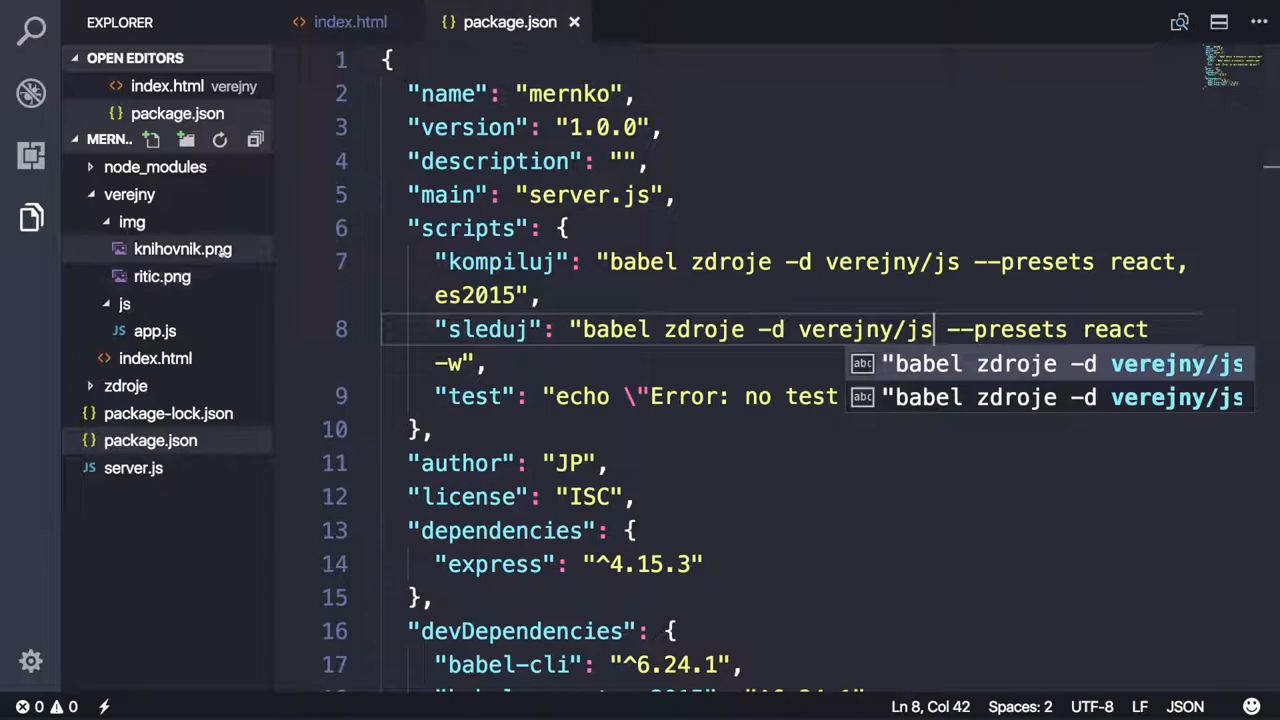 EXPLORER
OPEN EDITORS
index.html verejny
package.json
MERN..
node_modules
verejny
img
knihovnik.png
ritic.png
js
app.js
index.html
zdroje
package-lock.json
package.json
server.js
index.html
package.json
1 {
2 "name": "mernko",
3 "version": "1.0.0",
4 "description": "",
5 "main": "server.js",
6 "scripts": {
7 "kompiluj": "babel zdroje -d verejny/js --presets react,
es2015",
8 "sleduj": "babel zdroje -d verejny/js --presets react
-w",
"babel zdroje -d verejny/js
"babel zdroje -d verejny/js
9 "test": "echo \"Error: no test
10 },
11 "author": "JP",
12 "license": "ISC",
13 "dependencies": {
14 "express": "^4.15.3"
15 },
16 "devDependencies": {
17 "babel-cli": "^6.24.1",
0 0 Ln 8, Col 42 Spaces: 2 UTF-8 LF JSON